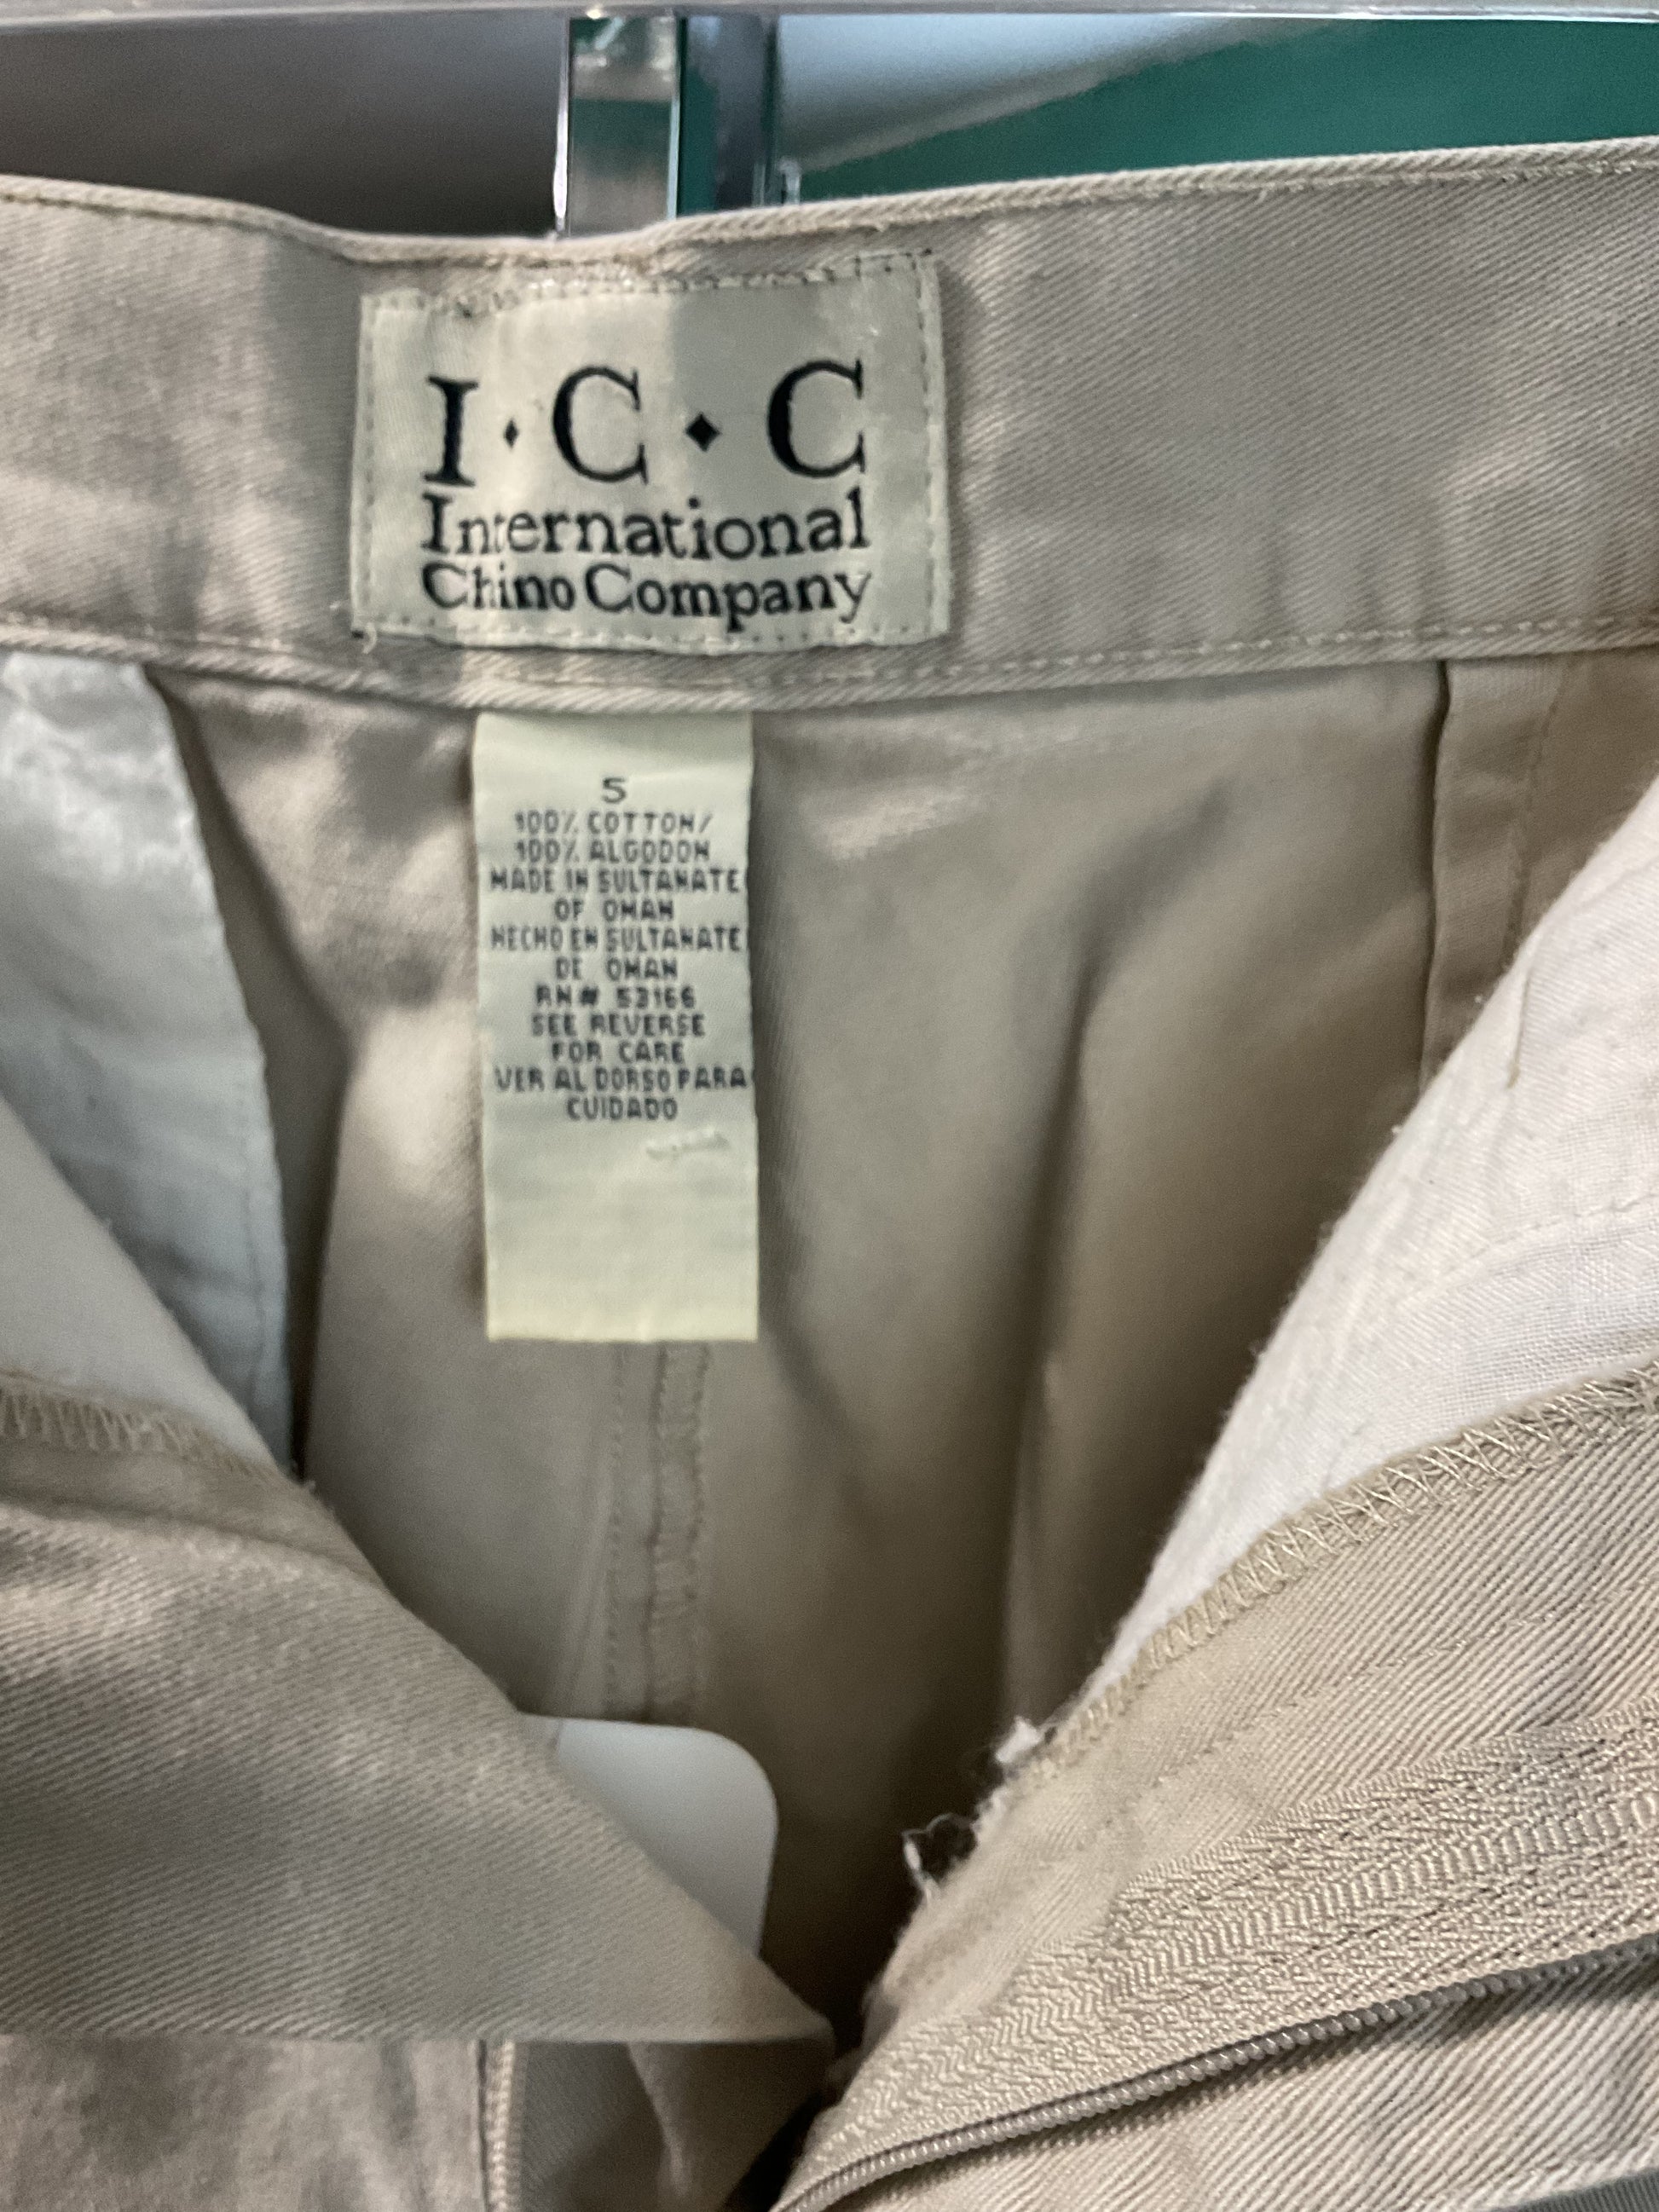 I · C · C
International
Chino Company
5
100% COTTON/
100% ALGODON
MADE IN SULTANATE
OF OMAN
HECHO EN SULTANATE
DE OMAN
RN# 53166
SEE REVERSE
FOR CARE
VER AL DORSO PARA
CUIDADO